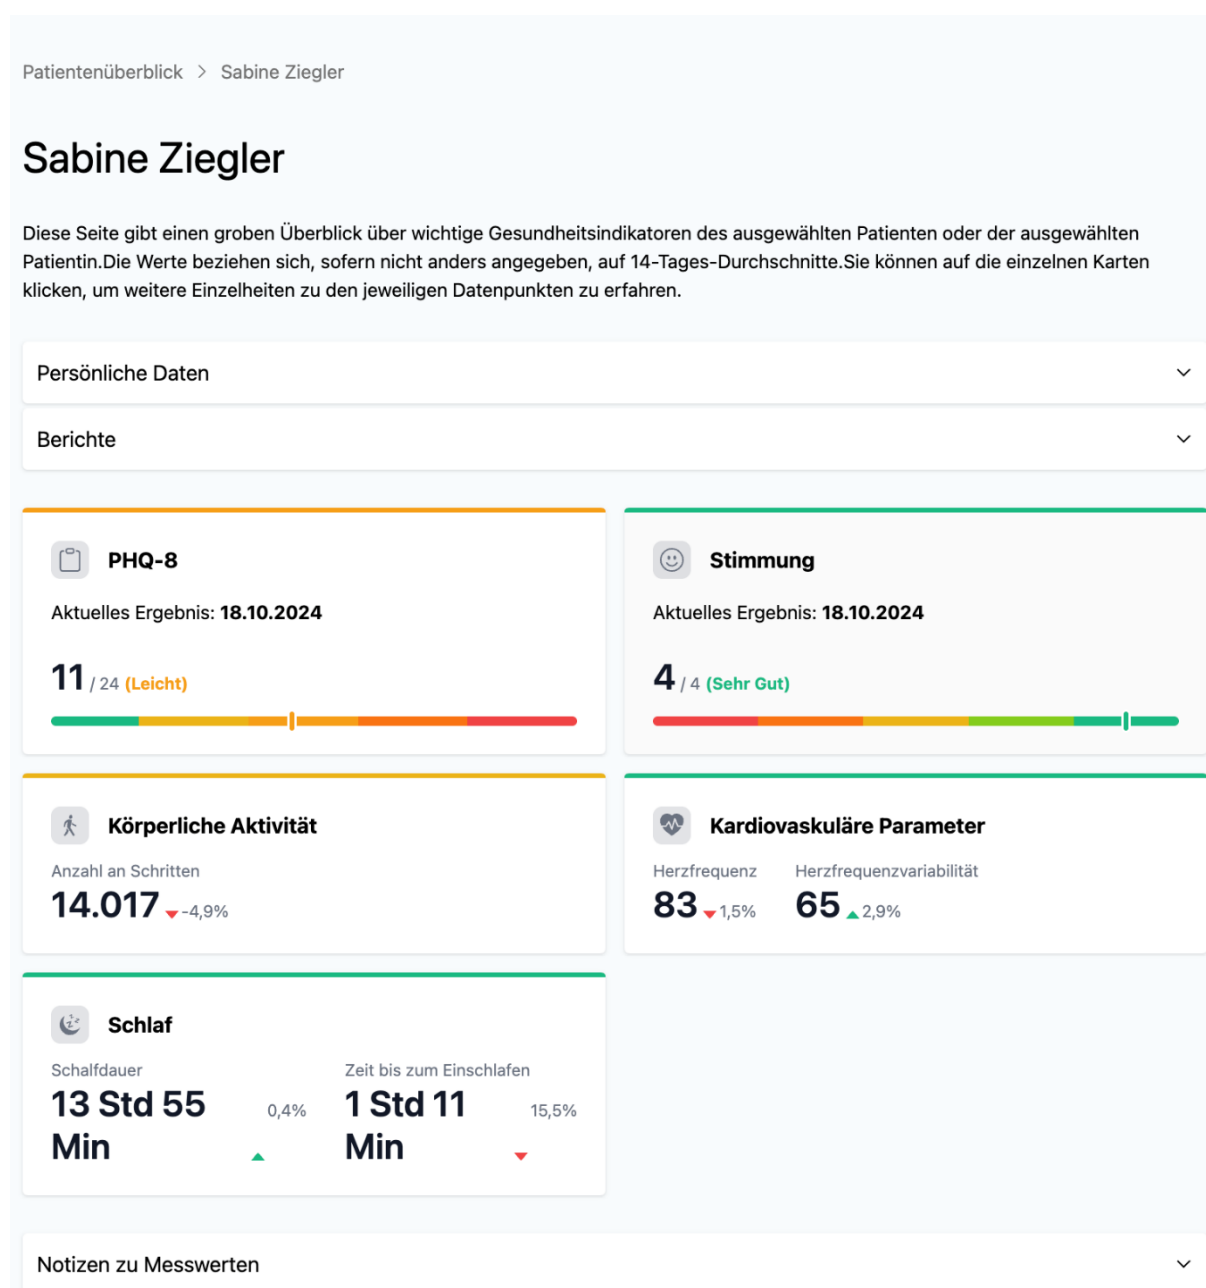 Patientenüberblick > Sabine Ziegler
Sabine Ziegler
Diese Seite gibt einen groben Überblick über wichtige Gesundheitsindikatoren des ausgewählten Patienten oder der ausgewählten
Patientin.Die Werte beziehen sich, sofern nicht anders angegeben, auf 14-Tages-Durchschnitte.Sie können auf die einzelnen Karten
klicken, um weitere Einzelheiten zu den jeweiligen Datenpunkten zu erfahren.
Persönliche Daten
Berichte
PHQ-8
Aktuelles Ergebnis: 18.10.2024
11 / 24 (Leicht)
Stimmung
Aktuelles Ergebnis: 18.10.2024
4 / 4 (Sehr Gut)
Körperliche Aktivität
Anzahl an Schritten
14.017 -4,9%
Kardiovaskuläre Parameter
Herzfrequenz Herzfrequenzvariabilität
83 1,5% 65 2,9%
Schlaf
Schalfdauer Zeit bis zum Einschlafen
13 Std 55 0,4% 1 Std 11 15,5%
Min Min
Notizen zu Messwerten